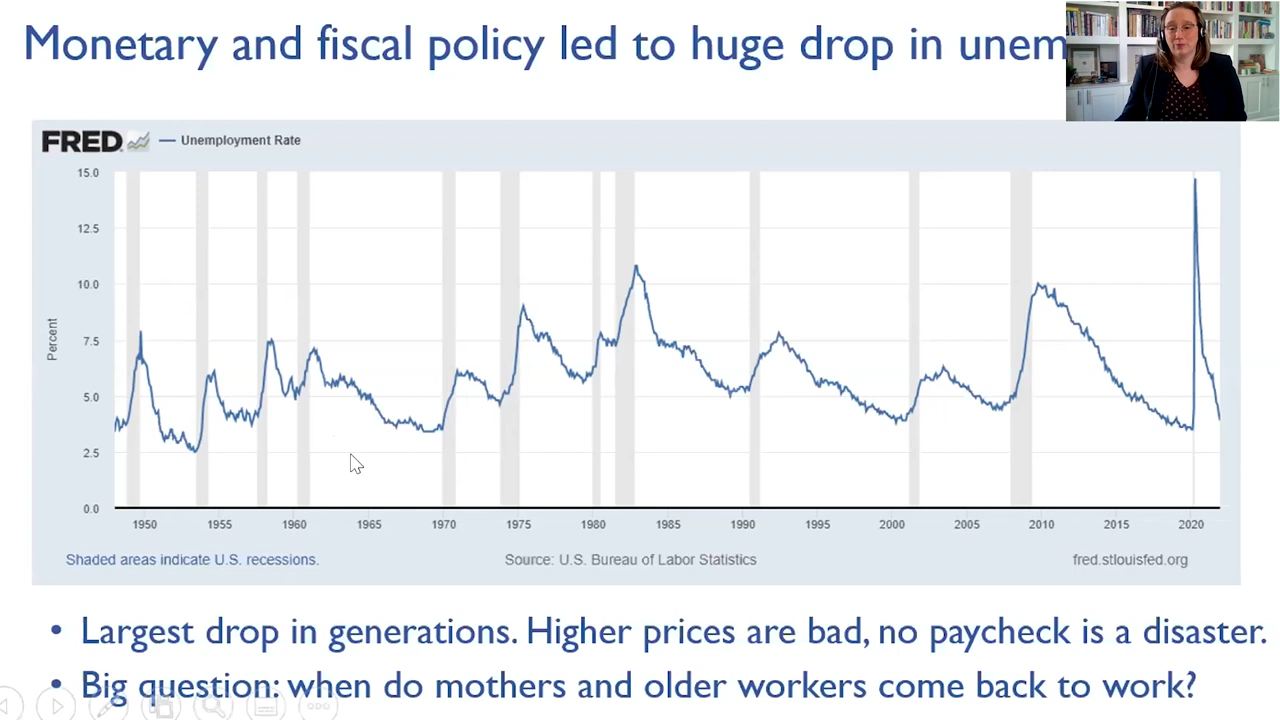 Monetary and fiscal policy led to huge drop in unem
FRED
Unemployment Rate
15.0
12.5
10.0
7.5
5.0
2.5
0.0
Percent
1950 1955 1960 1965 1970 1975 1980 1985 1990 1995 2000 2005 2010 2015 2020
Shaded areas indicate U.S. recessions. Source: U.S. Bureau of Labor Statistics fred.stlouisfed.org
• Largest drop in generations. Higher prices are bad, no paycheck is a disaster.
• Big question: when do mothers and older workers come back to work?